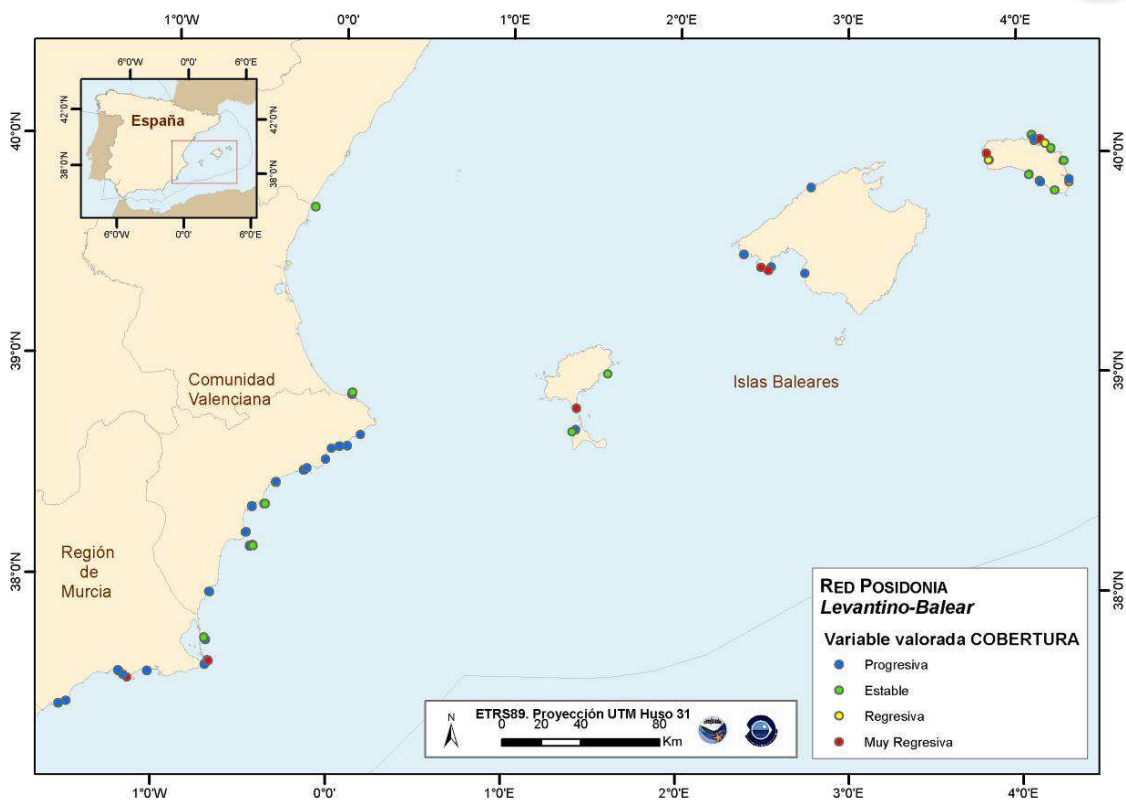 1°0'W 0°0' 1°0'E 2°0'E 3°0'E 4°0'E
6°0'W 0°0' 6°0'E
42°0'N 42°0'N
España
38°0'N 38°0'N
6°0'W 0°0' 6°0'E
40°0'N 40°0'N
39°0'N 39°0'N
Comunidad
Valenciana
Islas Baleares
38°0'N 38°0'N
Región
de
Murcia
RED POSIDONIA
Levantino-Balear
Variable valorada COBERTURA
Progresiva
Estable
Regresiva
Muy Regresiva
N
ETRS89. Proyección UTM Huso 31
0 20 40 80
Km
1°0'W 0°0' 1°0'E 2°0'E 3°0'E 4°0'E